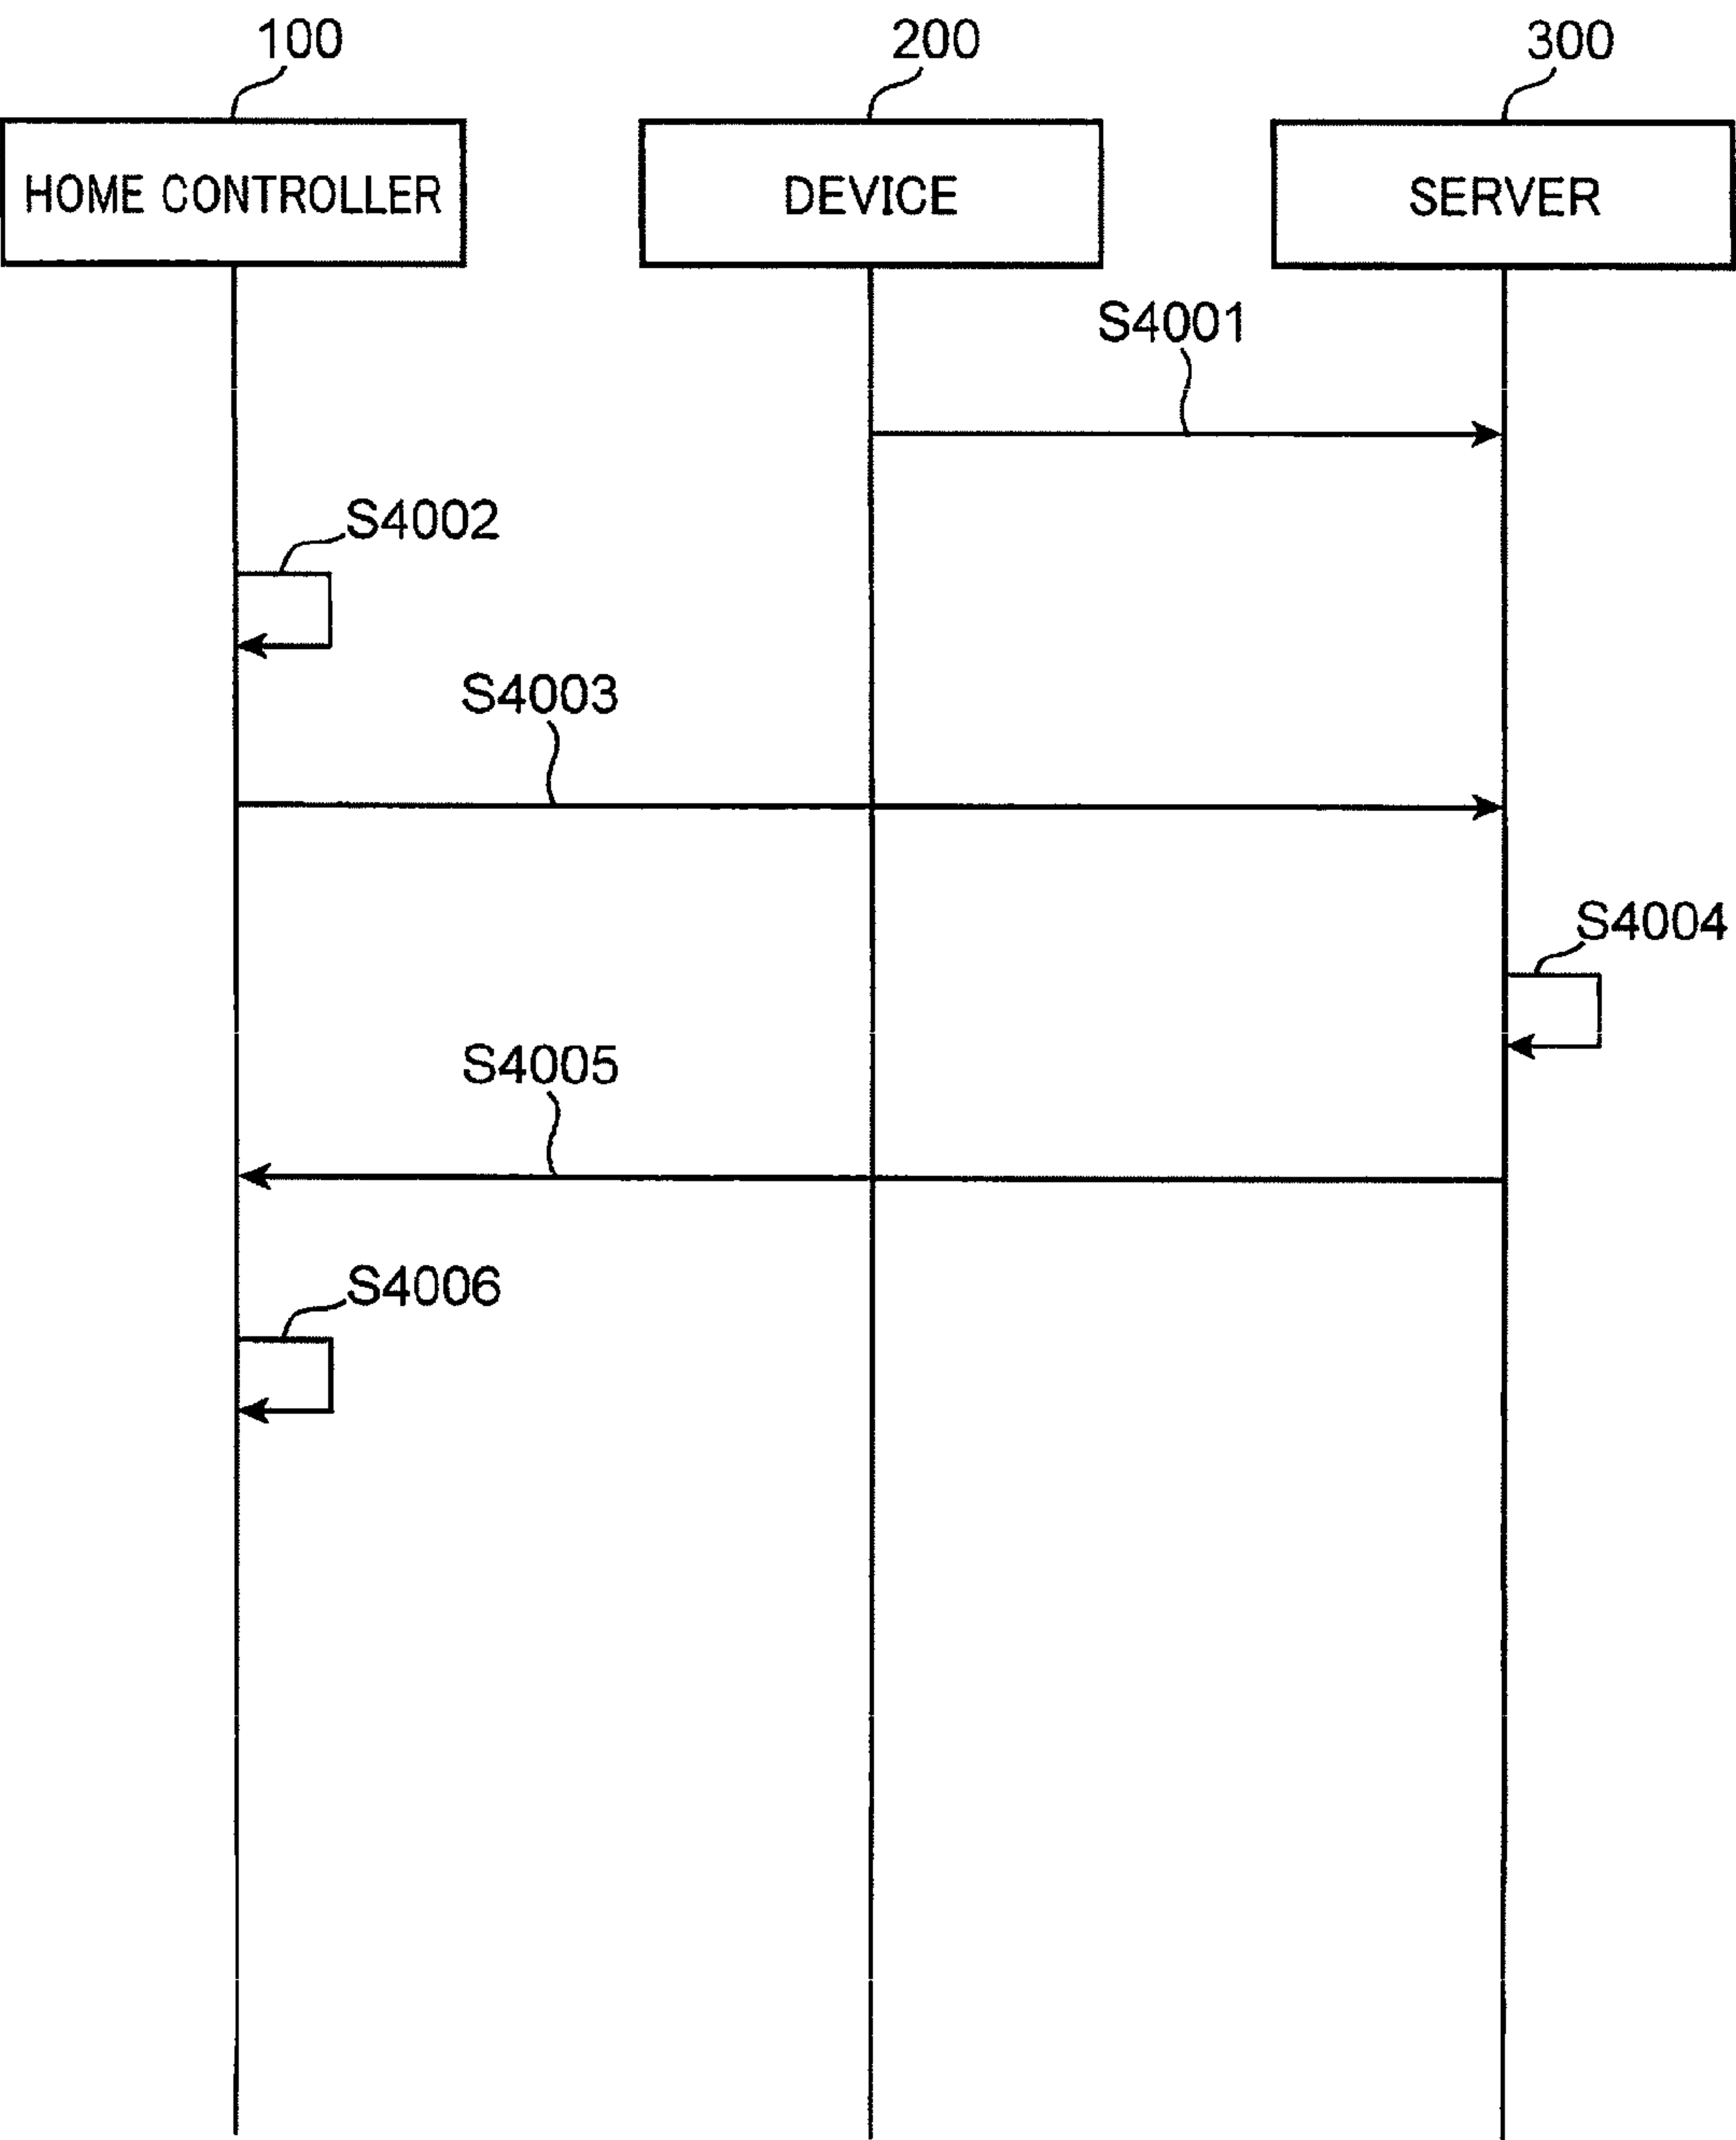 100
200
300
HOME CONTROLLER
DEVICE
SERVER
S4001
S4002
S4003
S4004
S4005
S4006